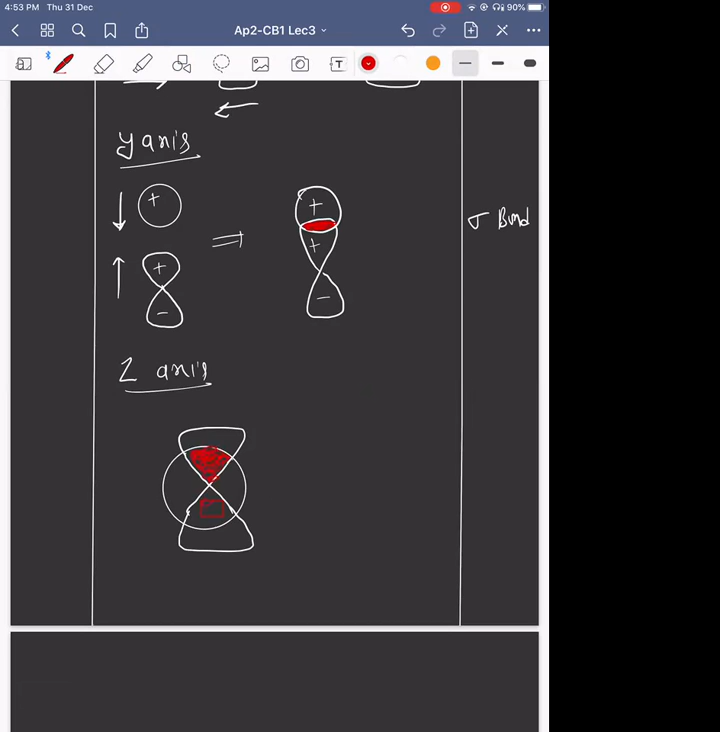 4:53 PM Thu 31 Dec
90%
Ap2-CB1 Lec3
T
y axis
+
+
-
⇒
+
+
-
σ Bond
Z axis